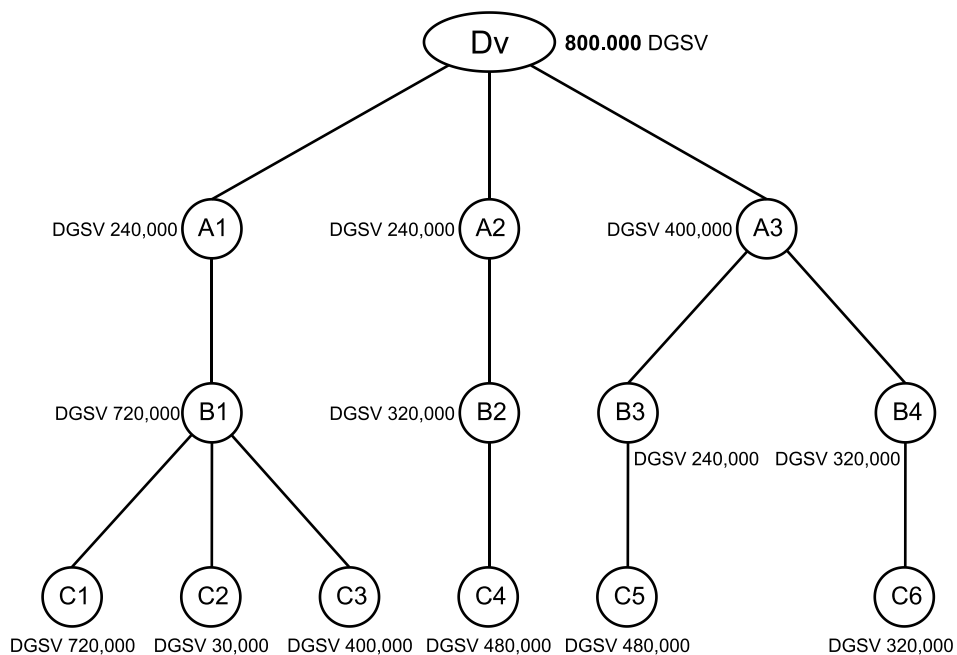 Dv
800.000 DGSV
DGSV 240,000 A1
DGSV 240,000 A2
DGSV 400,000 A3
DGSV 720,000 B1
DGSV 320,000 B2
B3
B4
DGSV 240,000
DGSV 320,000
C1
C2
C3
C4
C5
C6
DGSV 720,000
DGSV 30,000
DGSV 400,000
DGSV 480,000
DGSV 480,000
DGSV 320,000